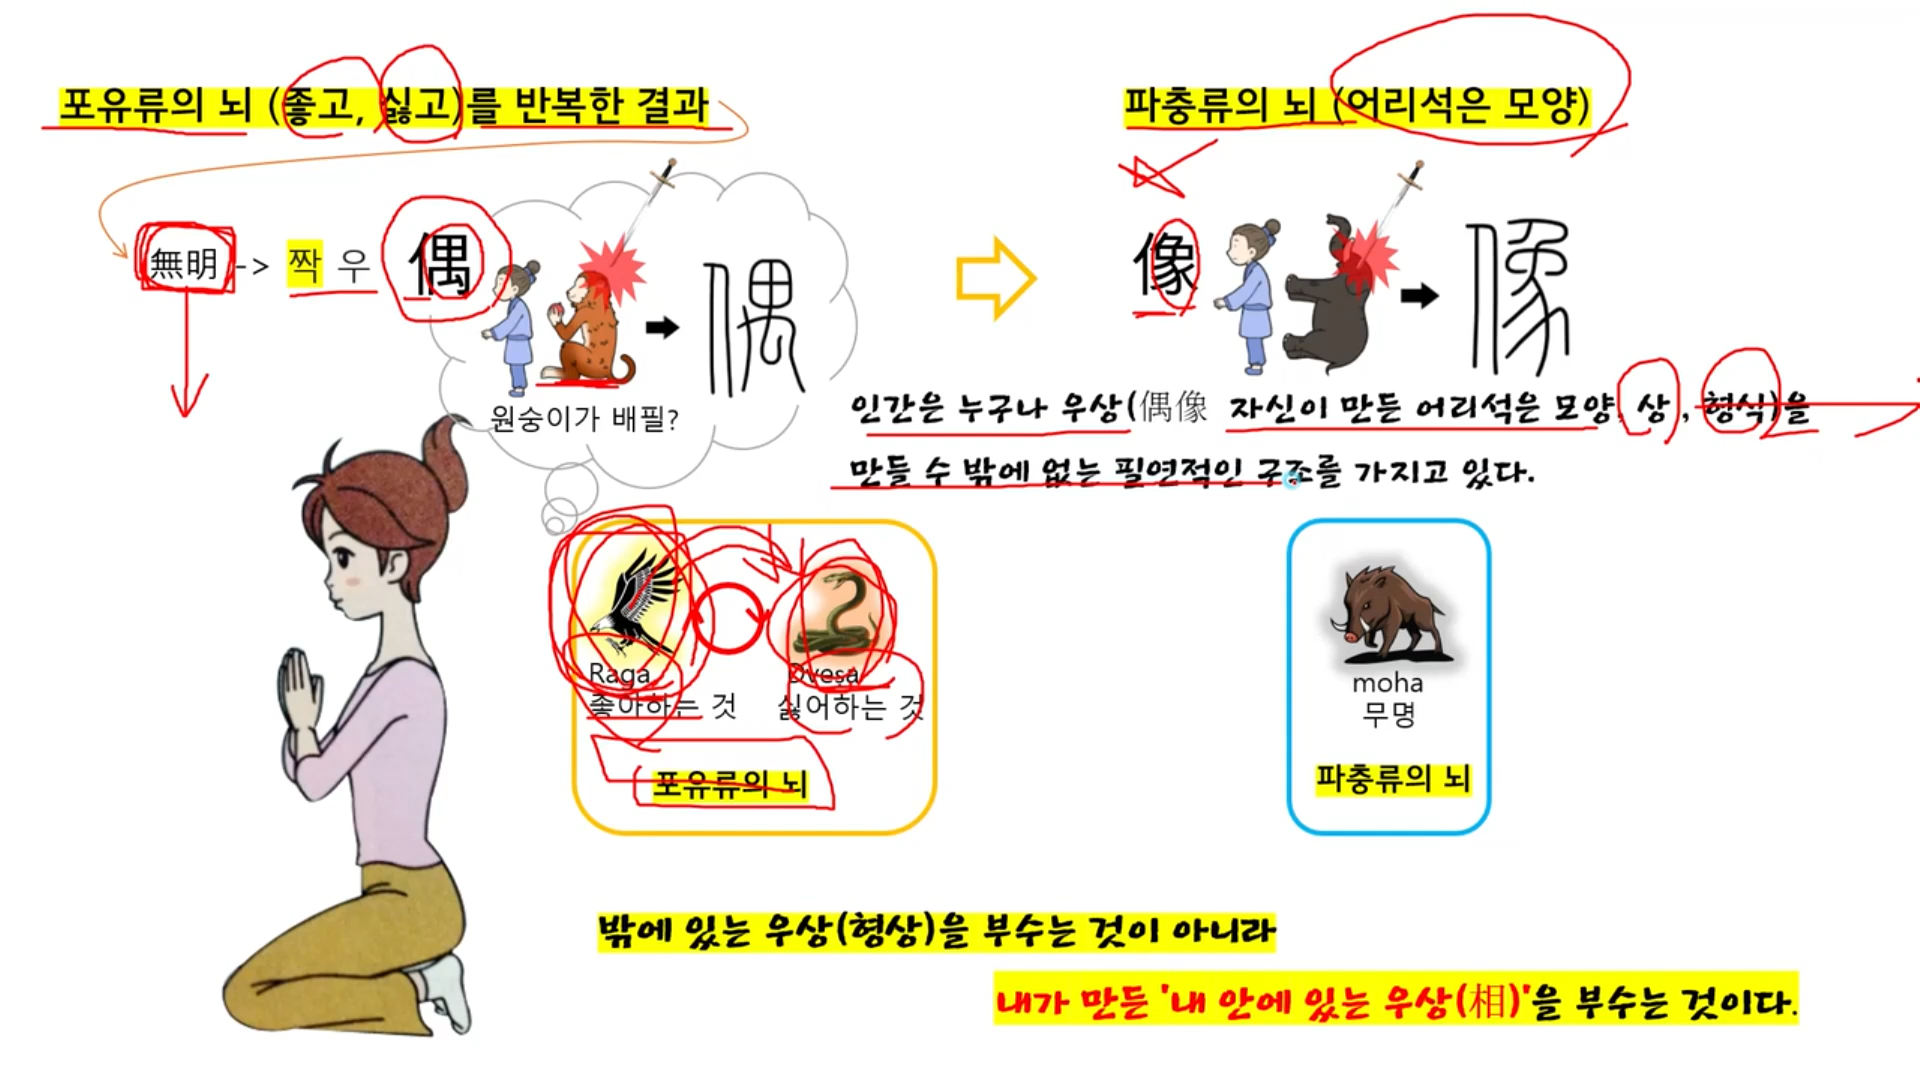 포유류의 뇌 (좋고, 싫고)를 반복한 결과
파충류의 뇌 (어리석은 모양)
無明 -> 짝 우 偶
偶
원숭이가 배필?
像
像
인간은 누구나 우상(偶像 자신이 만든 어리석은 모양, 상, 형식)을
만들 수 밖에 없는 필연적인 구조를 가지고 있다.
Raga
좋아하는 것
Dveṣa
싫어하는 것
포유류의 뇌
moha
무명
파충류의 뇌
밖에 있는 우상(형상)을 부수는 것이 아니라
내가 만든 '내 안에 있는 우상(相)'을 부수는 것이다.